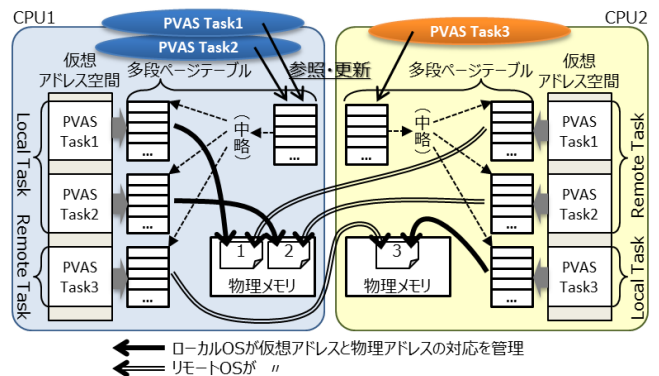 CPU1
PVAS Task1
PVAS Task2
PVAS Task3
CPU2
仮想
アドレス空間
多段ページテーブル
参照・更新
多段ページテーブル
仮想
アドレス空間
Local Task
Remote Task
PVAS
Task1
PVAS
Task2
PVAS
Task3
...
...
...
(中略)
...
...
(中略)
...
...
...
PVAS
Task1
PVAS
Task2
PVAS
Task3
Remote Task
Local Task
1
2
物理メモリ
3
物理メモリ
ローカルOSが仮想アドレスと物理アドレスの対応を管理
リモートOSが 〃